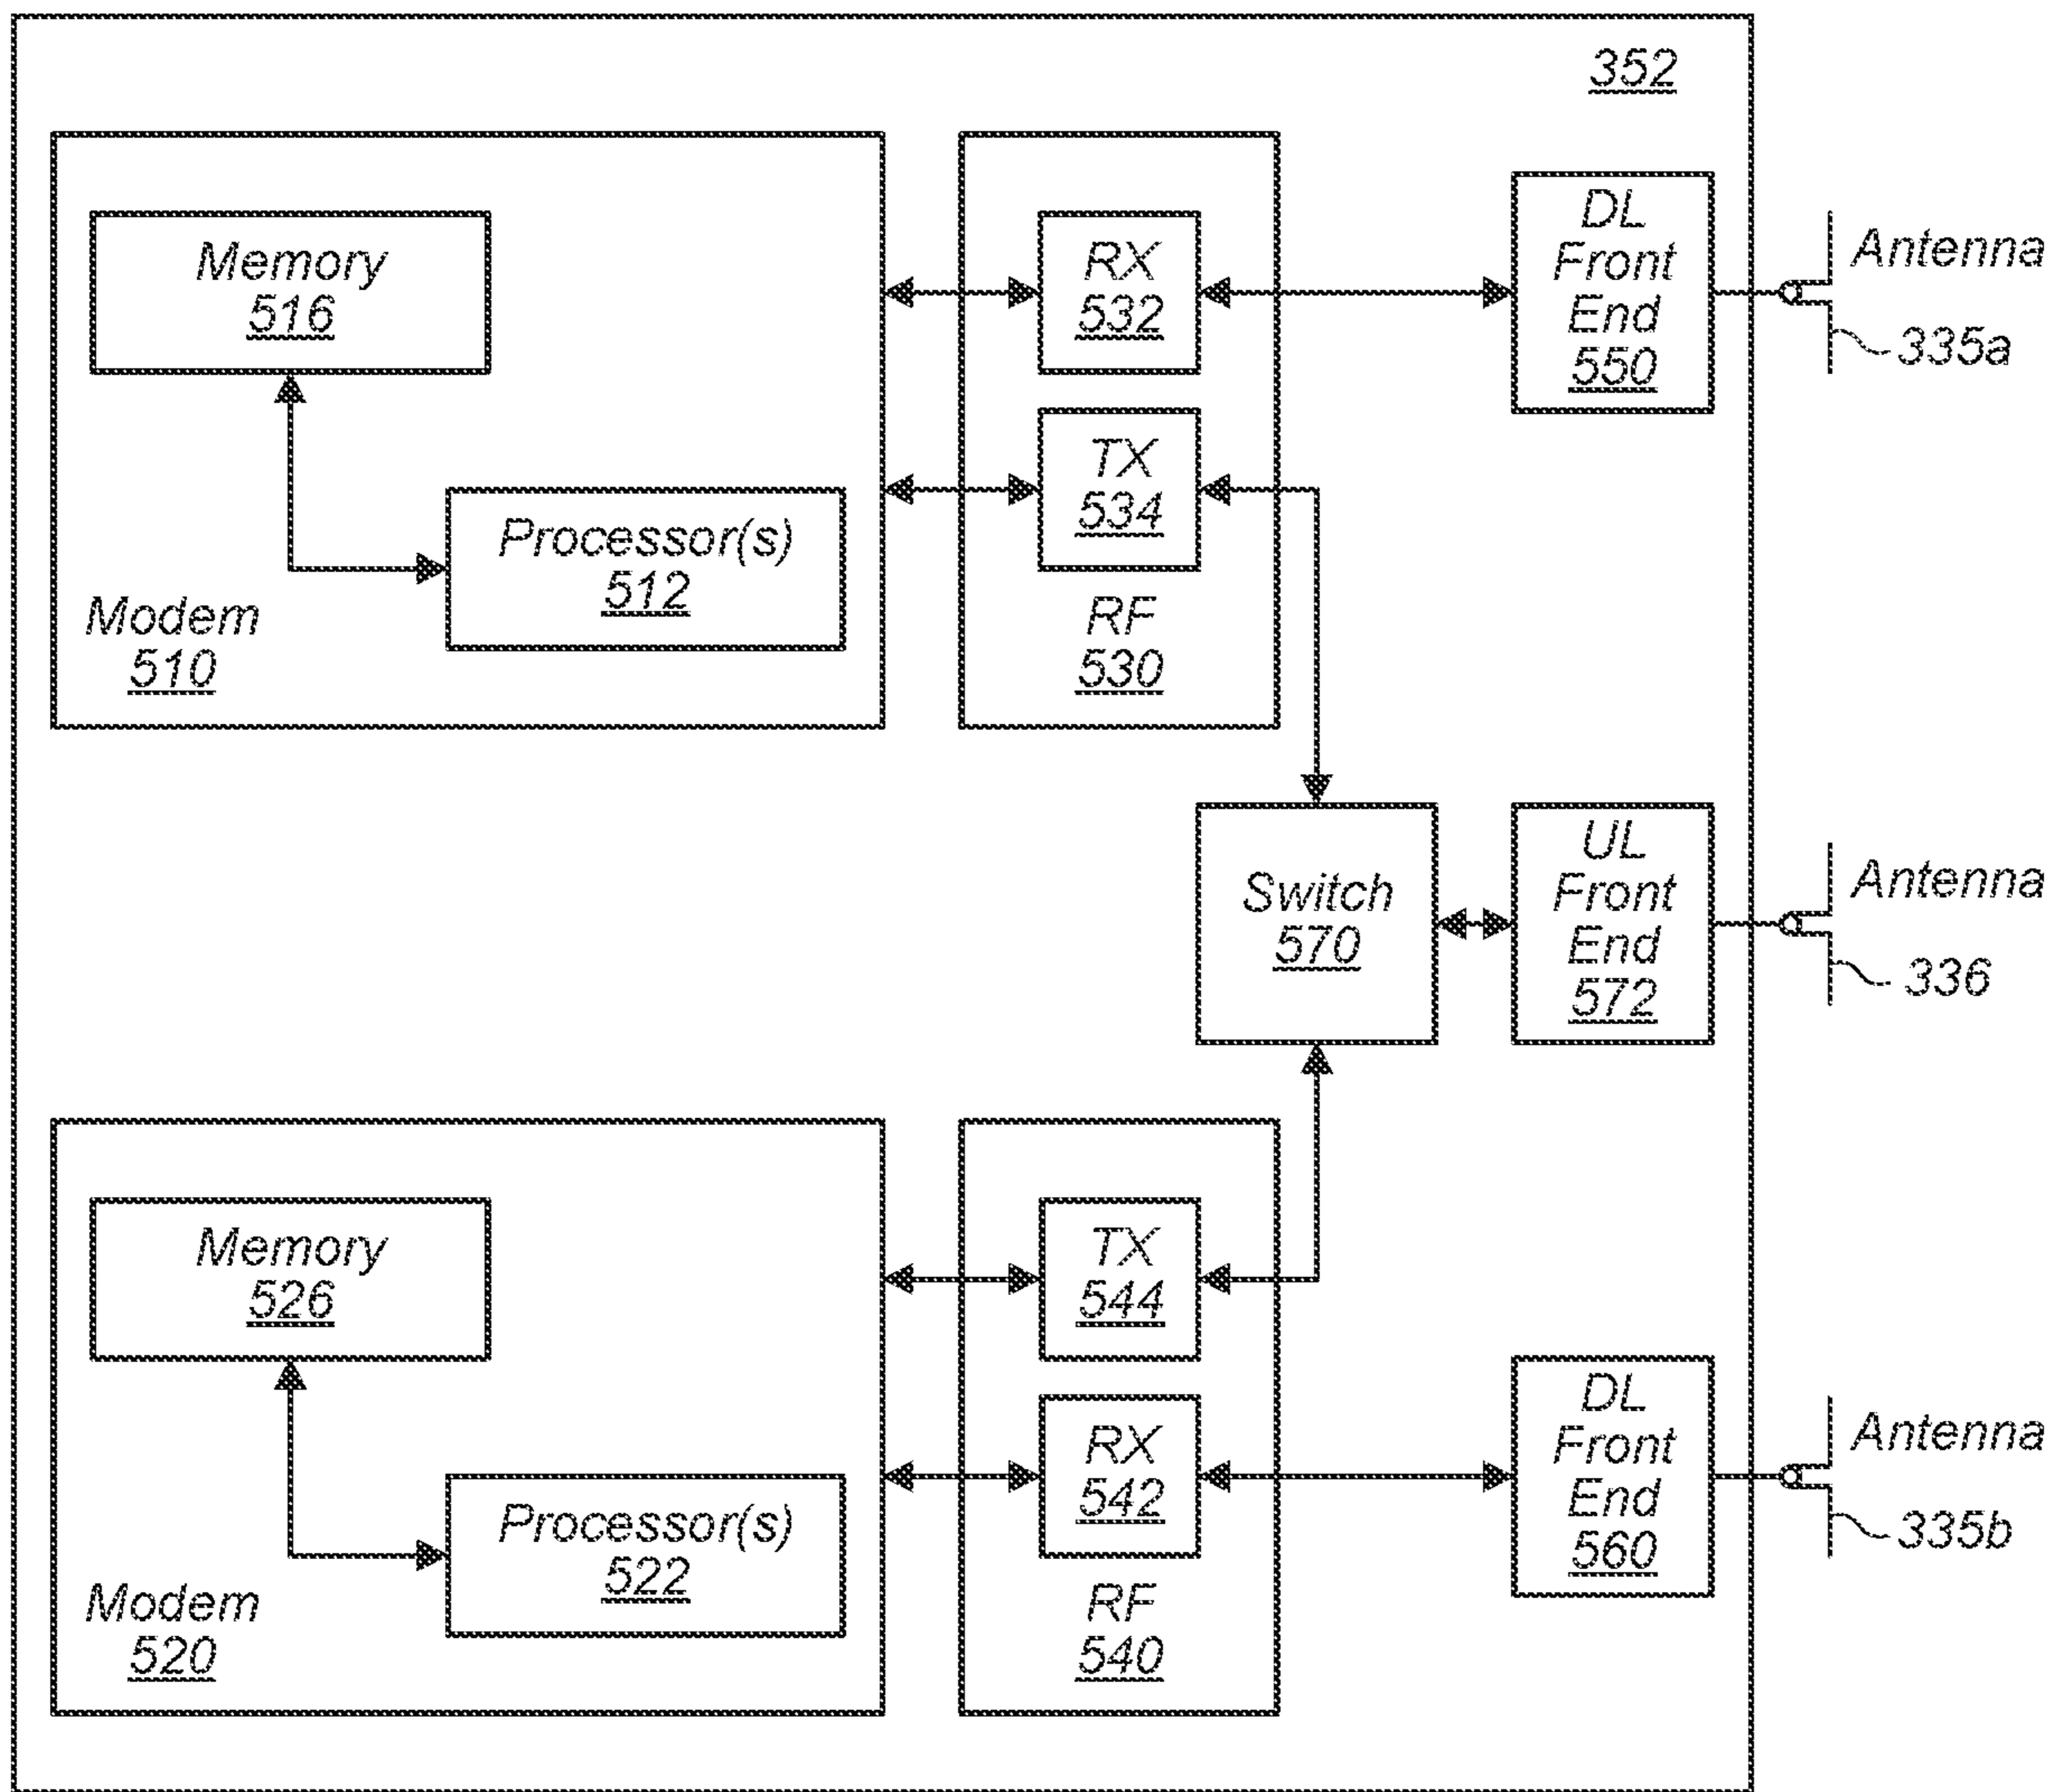 352
Memory
516
Processor(s)
512
Modem
510
RX
532
TX
534
RF
530
DL
Front
End
550
Antenna
335a
Switch
570
UL
Front
End
572
Antenna
336
Memory
526
Processor(s)
522
Modem
520
TX
544
RX
542
RF
540
DL
Front
End
560
Antenna
335b